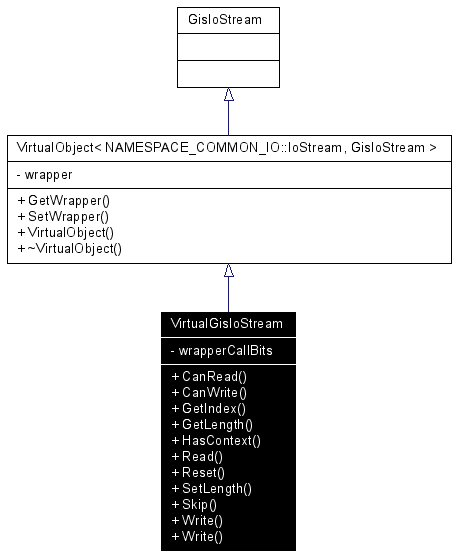 GisIoStream
VirtualObject< NAMESPACE_COMMON_IO::IoStream, GisIoStream >
- wrapper
+ GetWrapper()
+ SetWrapper()
+ VirtualObject()
+ ~VirtualObject()
VirtualGisIoStream
- wrapperCallBits
+ CanRead()
+ CanWrite()
+ GetIndex()
+ GetLength()
+ HasContext()
+ Read()
+ Reset()
+ SetLength()
+ Skip()
+ Write()
+ Write()